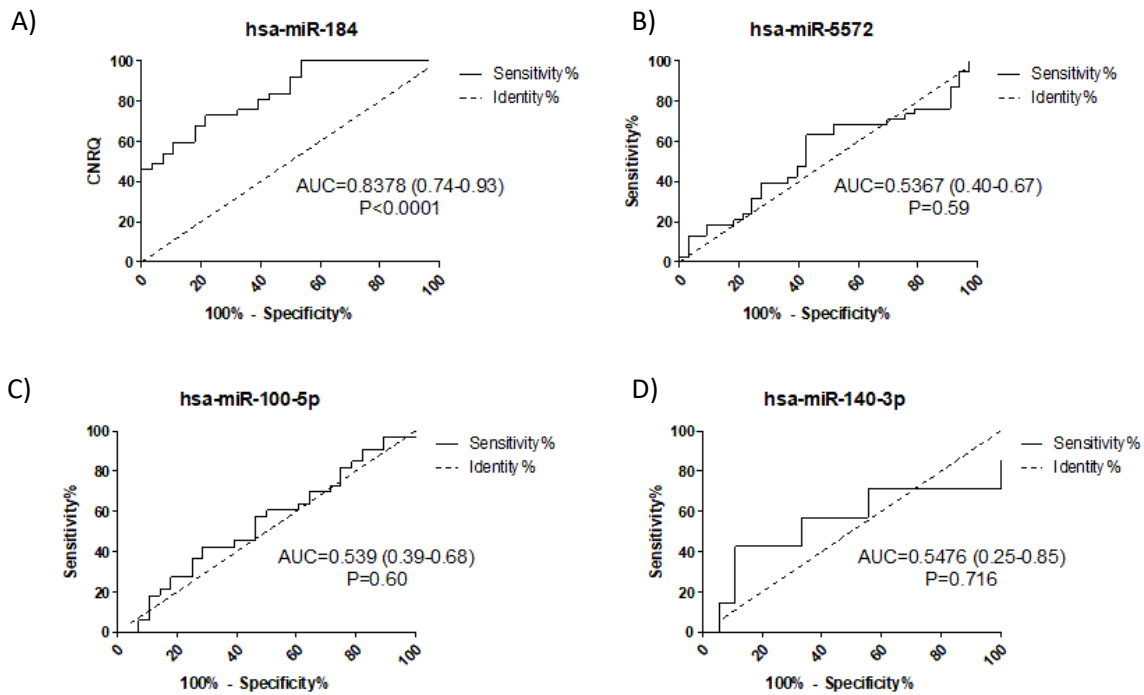 A)
hsa-miR-184
CNRQ
100
80
60
40
20
0
0 20 40 60 80 100
100% - Specificity%
Sensitivity%
Identity%
AUC=0.8378 (0.74-0.93)
P<0.0001
B)
hsa-miR-5572
Sensitivity%
100
80
60
40
20
0
0 20 40 60 80 100
100% - Specificity%
Sensitivity%
Identity%
AUC=0.5367 (0.40-0.67)
P=0.59
C)
hsa-miR-100-5p
Sensitivity%
100
80
60
40
20
0
0 20 40 60 80 100
100% - Specificity%
Sensitivity%
Identity%
AUC=0.539 (0.39-0.68)
P=0.60
D)
hsa-miR-140-3p
Sensitivity%
100
80
60
40
20
0
0 20 40 60 80 100
100% - Specificity%
Sensitivity%
Identity%
AUC=0.5476 (0.25-0.85)
P=0.716